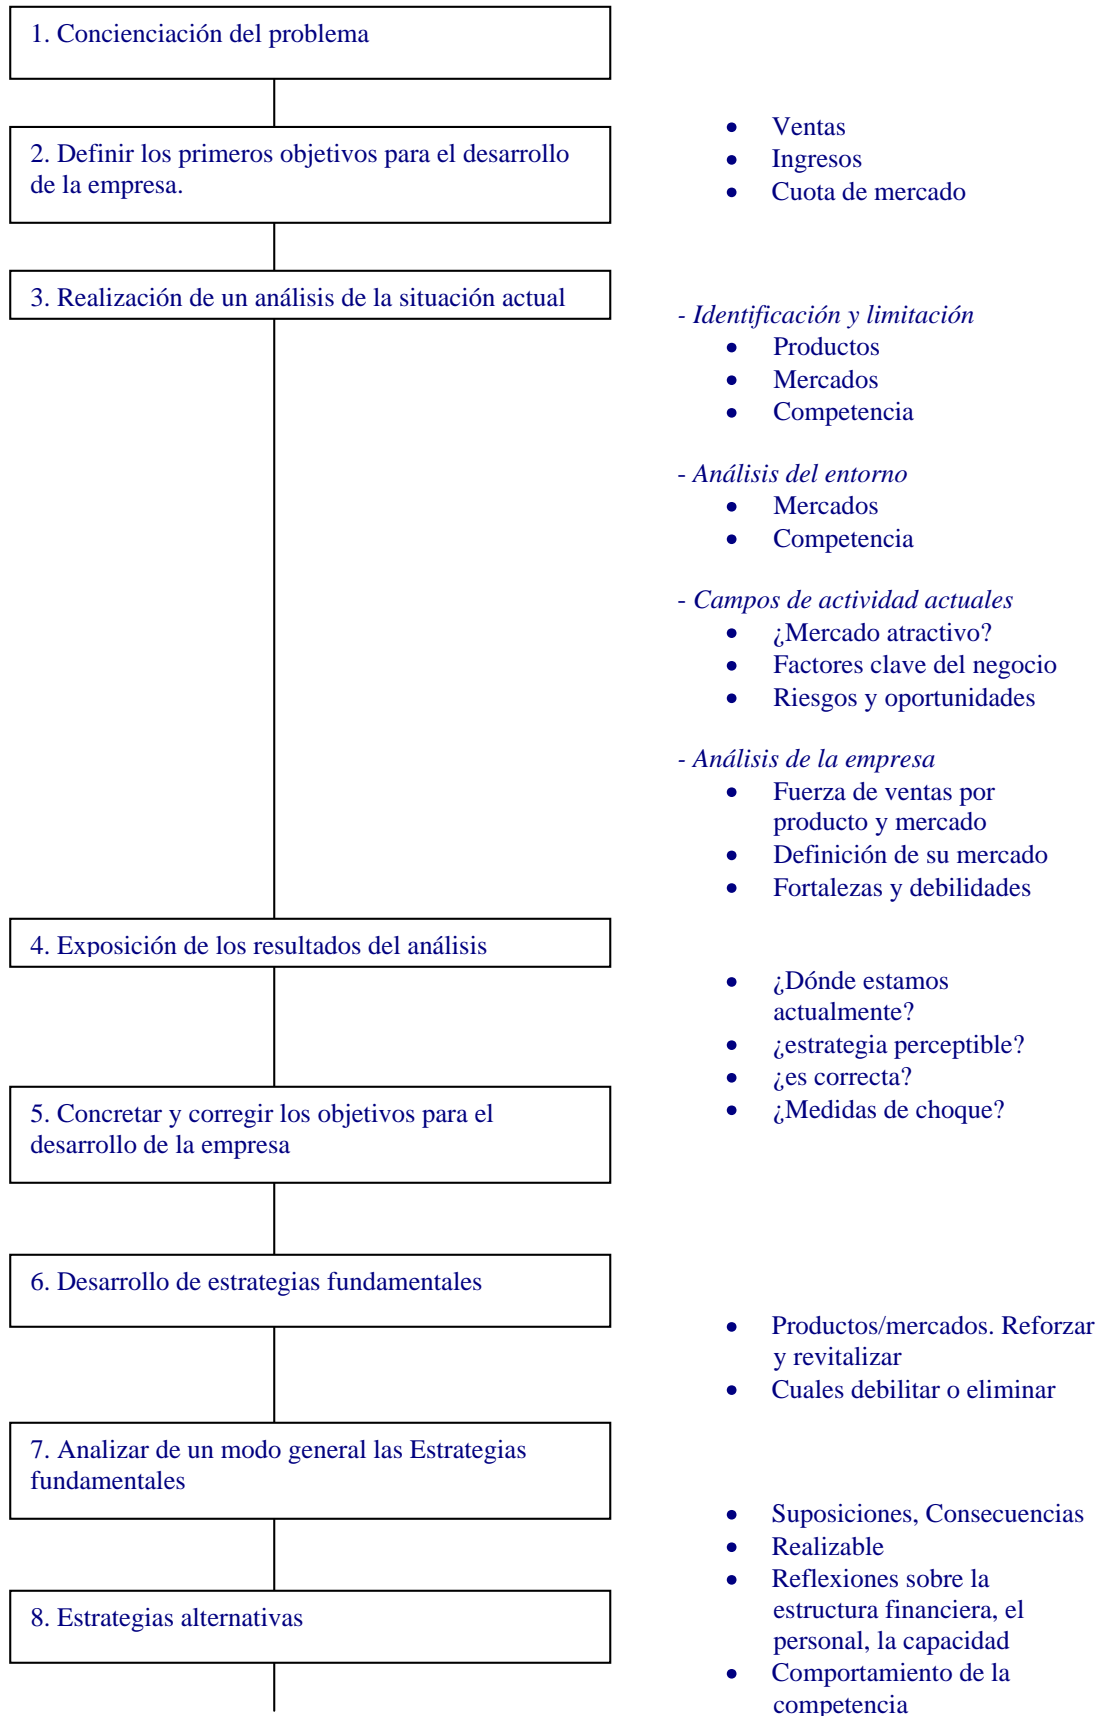 1. Concienciación del problema
2. Definir los primeros objetivos para el desarrollo
de la empresa.
• Ventas
• Ingresos
• Cuota de mercado
3. Realización de un análisis de la situación actual
- Identificación y limitación
• Productos
• Mercados
• Competencia
- Análisis del entorno
• Mercados
• Competencia
- Campos de actividad actuales
• ¿Mercado atractivo?
• Factores clave del negocio
• Riesgos y oportunidades
- Análisis de la empresa
• Fuerza de ventas por
producto y mercado
• Definición de su mercado
• Fortalezas y debilidades
4. Exposición de los resultados del análisis
• ¿Dónde estamos
actualmente?
• ¿estrategia perceptible?
• ¿es correcta?
• ¿Medidas de choque?
5. Concretar y corregir los objetivos para el
desarrollo de la empresa
6. Desarrollo de estrategias fundamentales
• Productos/mercados. Reforzar
y revitalizar
• Cuales debilitar o eliminar
7. Analizar de un modo general las Estrategias
fundamentales
• Suposiciones, Consecuencias
• Realizable
• Reflexiones sobre la
estructura financiera, el
personal, la capacidad
• Comportamiento de la
competencia
8. Estrategias alternativas